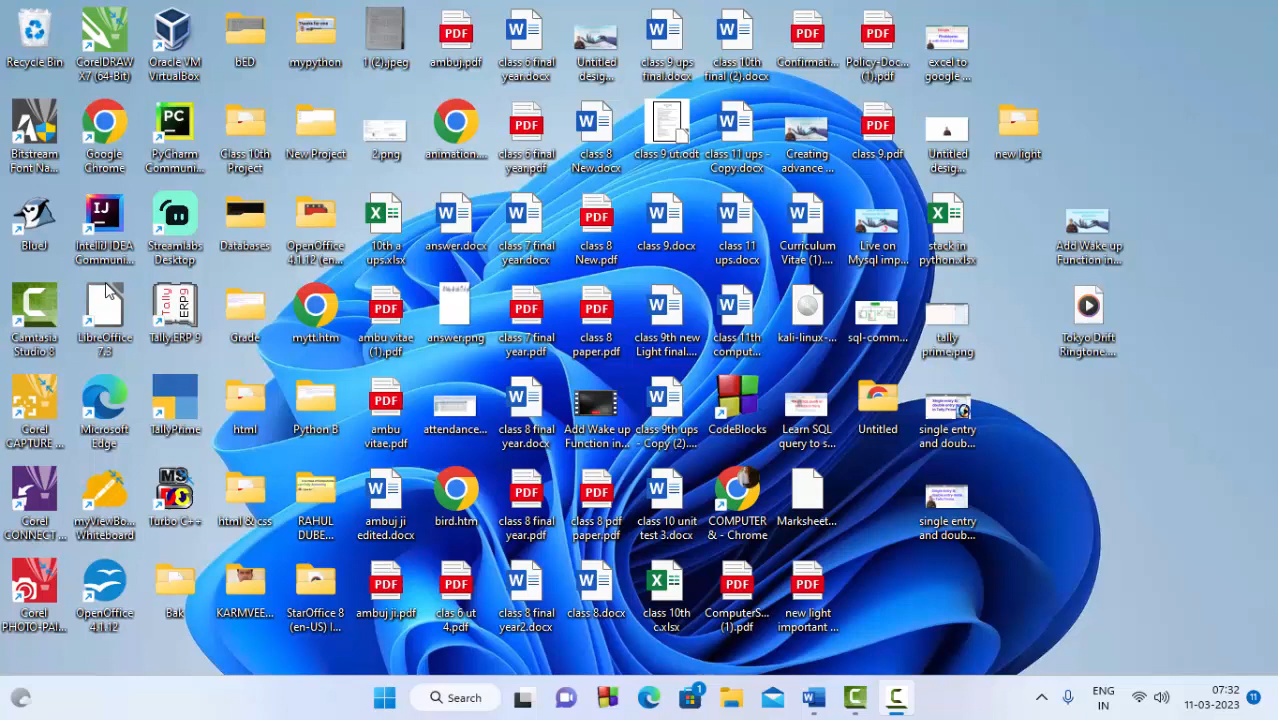 Recycle Bin
CorelDRAW
X7 (64-Bit)
Oracle VM
VirtualBox
bED
mypython
1 (2).jpeg
ambuj.pdf
class 6 final
year.docx
Untitled
desig...
class 9 ups
final.docx
class 10th
final (2).docx
Confirmati...
Policy-Doc...
(1).pdf
excel to
google ...
Bitstream
Font Na...
Google
Chrome
PyCharm
Communi...
Class 10th
Project
New Project
2.png
animation....
class 6 final
year.pdf
class 8
New.docx
class 9 ut.odt
class 11 ups -
Copy.docx
Creating
advance ...
class 9.pdf
Untitled
desig...
new light
BlueJ
IntelliJ IDEA
Communi...
Streamlabs
Desktop
Databases
OpenOffice
4.1.12 (en...
10th a
ups.xlsx
answer.docx
class 7 final
year.docx
class 8
New.pdf
class 9.docx
class 11
ups.docx
Curriculum
Vitae (1)....
Live on
Mysql imp...
stack in
python.xlsx
Add Wake up
Function in...
Camtasia
Studio 8
LibreOffice
7.3
Tally.ERP 9
Grade
mytt.htm
ambu vitae
(1).pdf
answer.png
class 7 final
year.pdf
class 8
paper.pdf
class 9th new
Light final....
class 11th
comput...
kali-linux-...
sql-comm...
tally
prime.png
Tokyo Drift
Ringtone....
Corel
CAPTURE ...
Microsoft
Edge
TallyPrime
html
Python B
ambu
vitae.pdf
attendance...
class 8 final
year.docx
Add Wake up
Function in...
class 9th ups
- Copy (2)....
CodeBlocks
Learn SQL
query to s...
Untitled
single entry
and doub...
Corel
CONNECT ...
myViewBo...
Whiteboard
Turbo C++
html & css
RAHUL
DUBE...
ambuj ji
edited.docx
bird.htm
class 8 final
year.pdf
class 8 pdf
paper.pdf
class 10 unit
test 3.docx
COMPUTER
& - Chrome
Marksheet...
single entry
and doub...
Corel
PHOTO-PAI...
OpenOffice
4.1.12
Bak
KARMVEE...
StarOffice 8
(en-US) I...
ambuj ji.pdf
clas 6 ut
4.pdf
class 8 final
year2.docx
class 8.docx
class 10th
c.xlsx
ComputerS...
(1).pdf
new light
important ...
Search
1
ENG
IN
07:32
11-03-2023
11